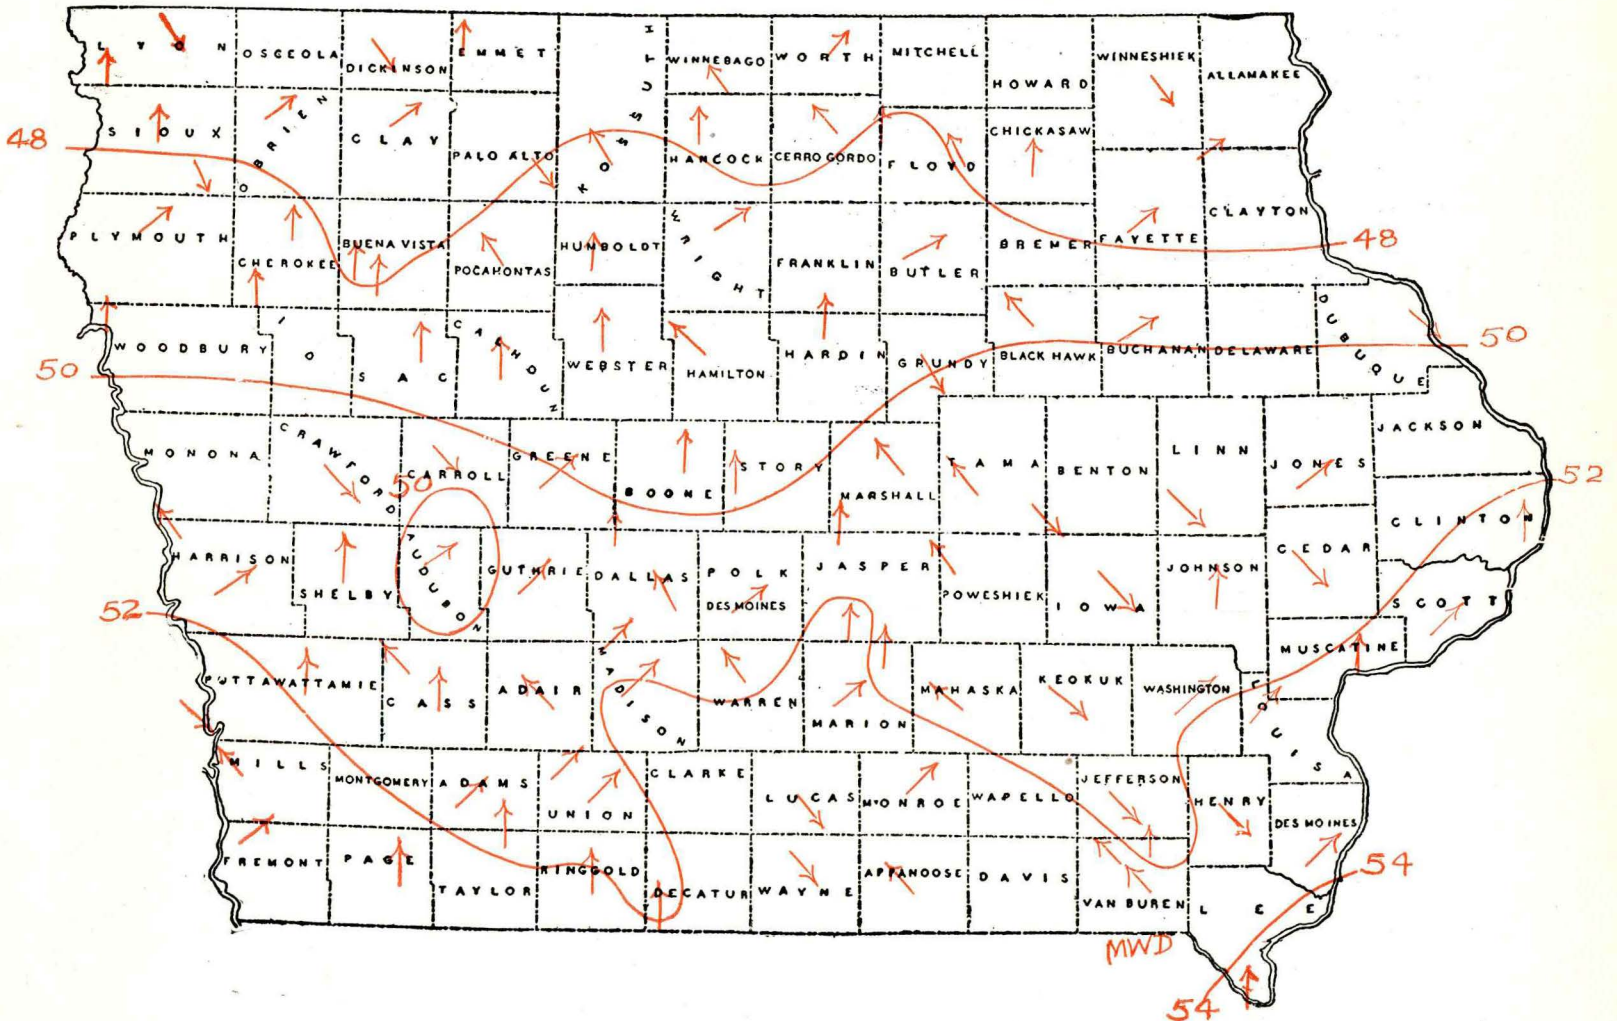 LYON OSCEOLA DICKINSON EMMET KOSSUTH WINNEBAGO WORTH MITCHELL HOWARD WINNESHIEK ALLAMAKEE
48 SIOUX OBRIEN CLAY PALO ALTO HANCOCK CERRO GORDO FLOYD CHICKASAW
PLYMOUTH CHEROKEE BUENA VISTA POCAHONTAS HUMBOLDT WRIGHT FRANKLIN BUTLER BREMER FAYETTE CLAYTON 48
50 WOODBURY IDA SAC CALHOUN WEBSTER HAMILTON HARDIN GRUNDY BLACK HAWK BUCHANAN DELAWARE DUBUQUE 50
MONONA CRAWFORD CARROLL GREENE BOONE STORY MARSHALL TAMA BENTON LINN JONES JACKSON
50
52
HARRISON SHELBY AUDUBON GUTHRIE DALLAS POLK JASPER POWESHIEK IOWA JOHNSON CEDAR CLINTON
DES MOINES
52 SCOTT
POTTAWATTAMIE CASS ADAIR MADISON WARREN MARION MAHASKA KEOKUK WASHINGTON LOUISA MUSCATINE
MILLS MONTGOMERY ADAMS UNION CLARKE LUCAS MONROE WAPELLO JEFFERSON HENRY DES MOINES
54
FREMONT PAGE TAYLOR RINGGOLD DECATUR WAYNE APPANOOSE DAVIS VAN BUREN LEE
MWD
54